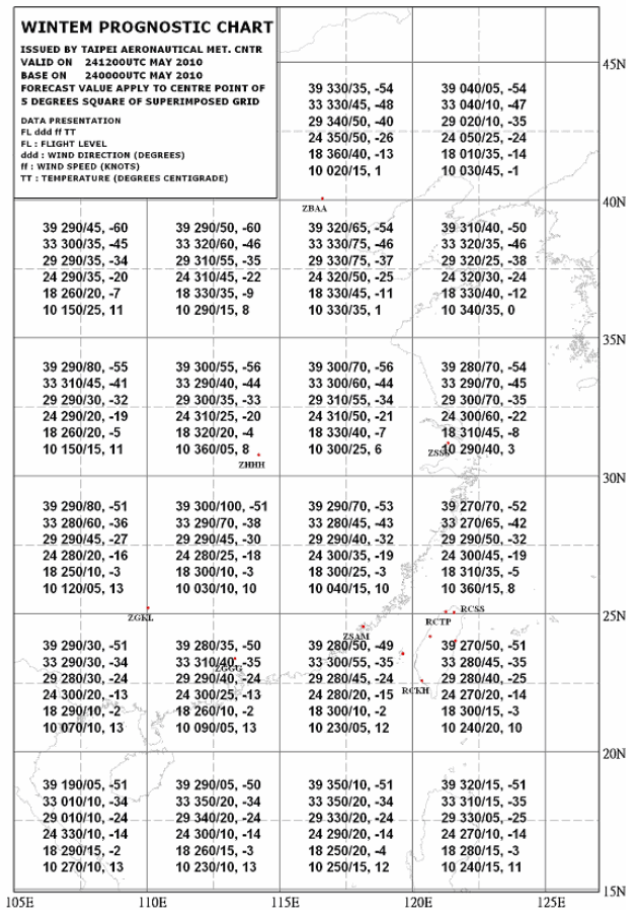 WINTEM PROGNOSTIC CHART
ISSUED BY TAIPEI AERONAUTICAL MET. CNTR
VALID ON 241200UTC MAY 2010
BASE ON 240000UTC MAY 2010
FORECAST VALUE APPLY TO CENTRE POINT OF
5 DEGREES SQUARE OF SUPERIMPOSED GRID
DATA PRESENTATION
FL ddd ff TT
FL : FLIGHT LEVEL
ddd : WIND DIRECTION (DEGREES)
ff : WIND SPEED (KNOTS)
TT : TEMPERATURE (DEGREES CENTIGRADE)
45N
39 330/35, -54 39 040/05, -54
33 330/45, -48 33 040/10, -47
29 340/50, -40 29 020/10, -35
24 350/50, -26 24 050/25, -24
18 360/40, -13 18 010/35, -14
10 020/15, 1 10 030/45, -1
40N
ZBAA
39 290/45, -60 39 290/50, -60 39 320/65, -54 39 310/40, -50
33 300/35, -45 33 320/60, -46 33 330/75, -46 33 320/35, -46
29 290/35, -34 29 310/55, -35 29 330/75, -37 29 320/25, -38
24 290/35, -20 24 310/45, -22 24 320/50, -25 24 320/30, -24
18 260/20, -7 18 330/35, -9 18 330/45, -11 18 330/40, -12
10 150/25, 11 10 290/15, 8 10 330/35, 1 10 340/35, 0
35N
39 290/80, -55 39 300/55, -56 39 300/70, -56 39 280/70, -54
33 310/45, -41 33 290/40, -44 33 300/60, -44 33 290/70, -45
29 290/30, -32 29 300/35, -33 29 310/55, -34 29 300/70, -35
24 290/20, -19 24 310/25, -20 24 310/50, -21 24 300/60, -22
18 260/20, -5 18 320/20, -4 18 330/40, -7 18 310/45, -8
10 150/15, 11 10 360/05, 8 10 300/25, 6 10 290/40, 3
ZHHH
30N
39 290/80, -51 39 300/100, -51 39 290/70, -53 39 270/70, -52
33 280/60, -36 33 290/70, -38 33 280/45, -43 33 270/65, -42
29 290/45, -27 29 290/45, -30 29 290/40, -32 29 290/50, -32
24 280/20, -16 24 280/25, -18 24 300/35, -19 24 300/45, -19
18 250/10, -3 18 300/10, -3 18 300/25, -3 18 310/35, -5
10 120/05, 13 10 030/10, 10 10 040/15, 10 10 360/15, 8
ZGKL RCSS
25N
RCTP
ZSAM
39 290/30, -51 39 280/35, -50 39 280/50, -49 39 270/50, -51
33 290/30, -34 33 310/40, -35 33 300/55, -35 33 280/45, -35
ZGGG
29 280/30, -24 29 290/40, -24 29 280/45, -24 29 280/40, -25
24 300/20, -13 24 300/25, -13 24 280/20, -15 24 270/20, -14
RCKH
18 290/10, -2 18 260/10, -2 18 300/10, -2 18 300/15, -3
10 070/10, 13 10 090/05, 13 10 230/05, 12 10 240/20, 10
20N
39 190/05, -51 39 290/05, -50 39 350/10, -51 39 320/15, -51
33 010/10, -34 33 350/20, -34 33 350/20, -34 33 310/15, -35
29 010/10, -24 29 340/20, -24 29 330/20, -24 29 330/05, -25
24 330/10, -14 24 300/10, -14 24 290/20, -14 24 270/10, -14
18 290/15, -2 18 260/15, -3 18 250/20, -4 18 280/15, -3
10 270/10, 13 10 230/10, 13 10 250/15, 12 10 240/15, 11
15N
105E 110E 115E 120E 125E